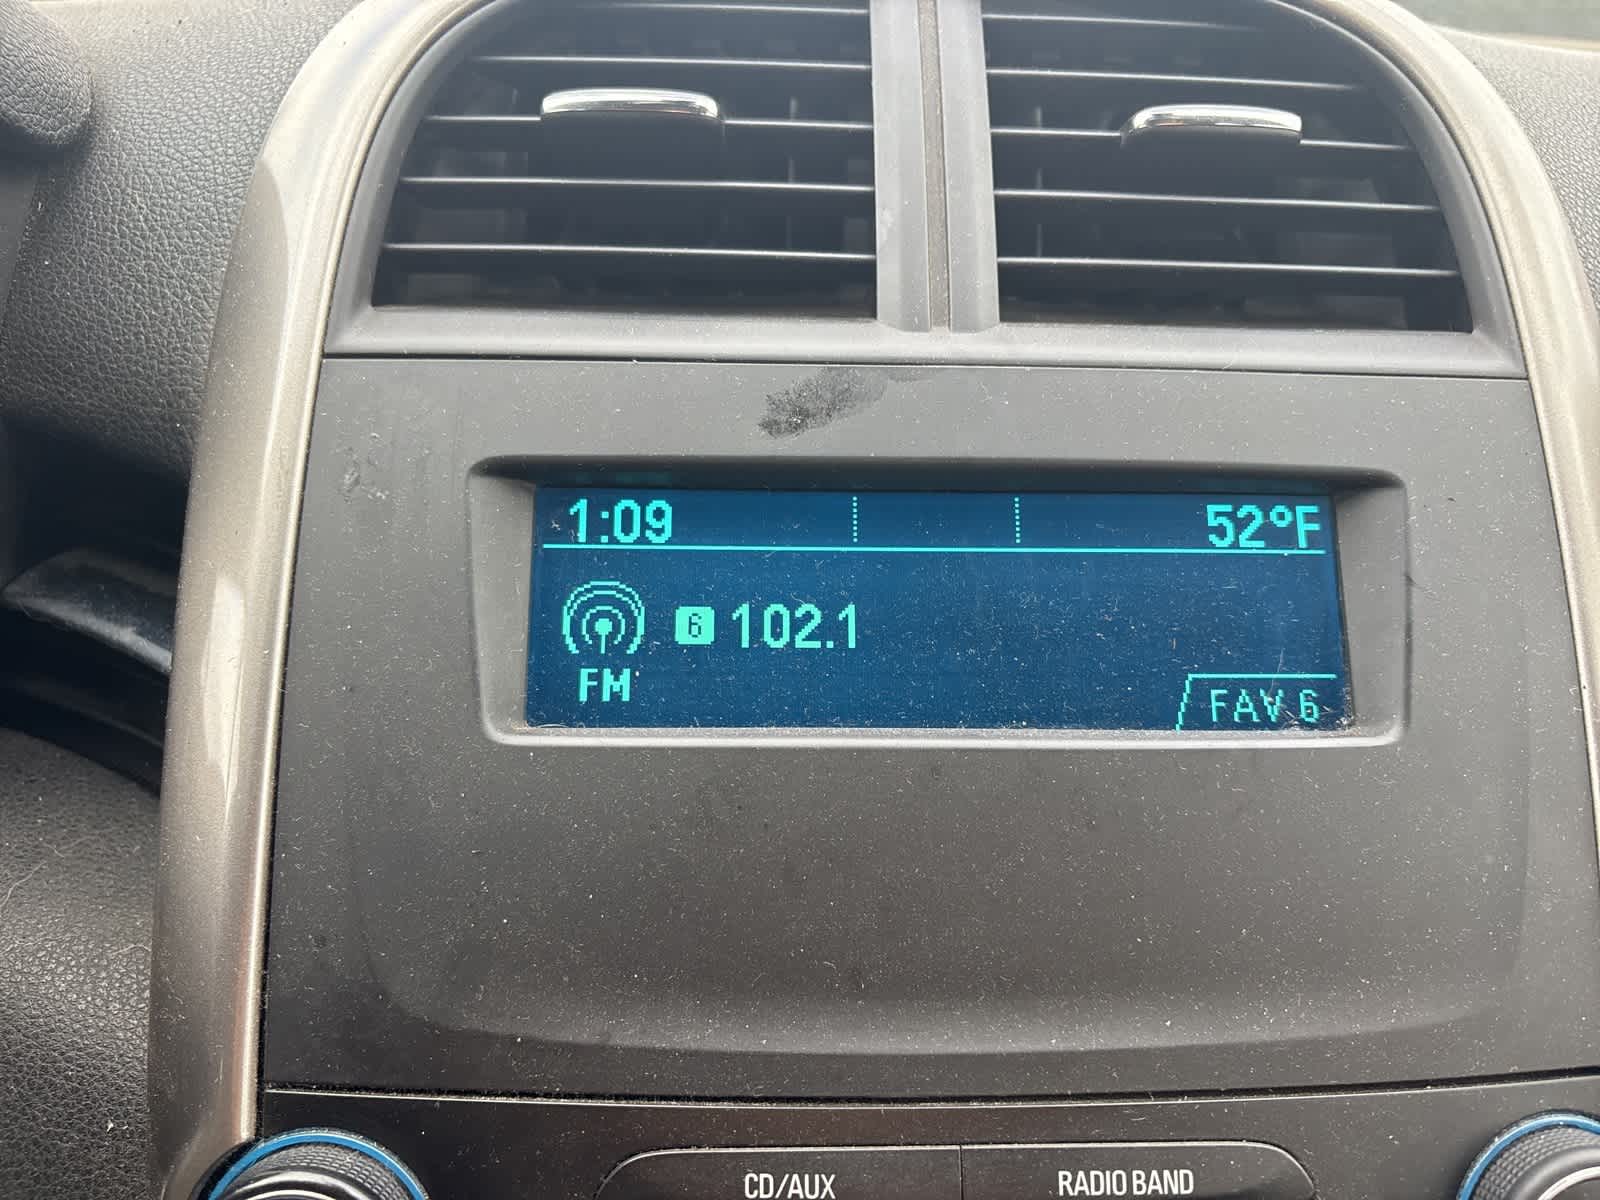 1:09 52°F
6 102.1
FM
FAV 6
CD/AUX RADIO BAND